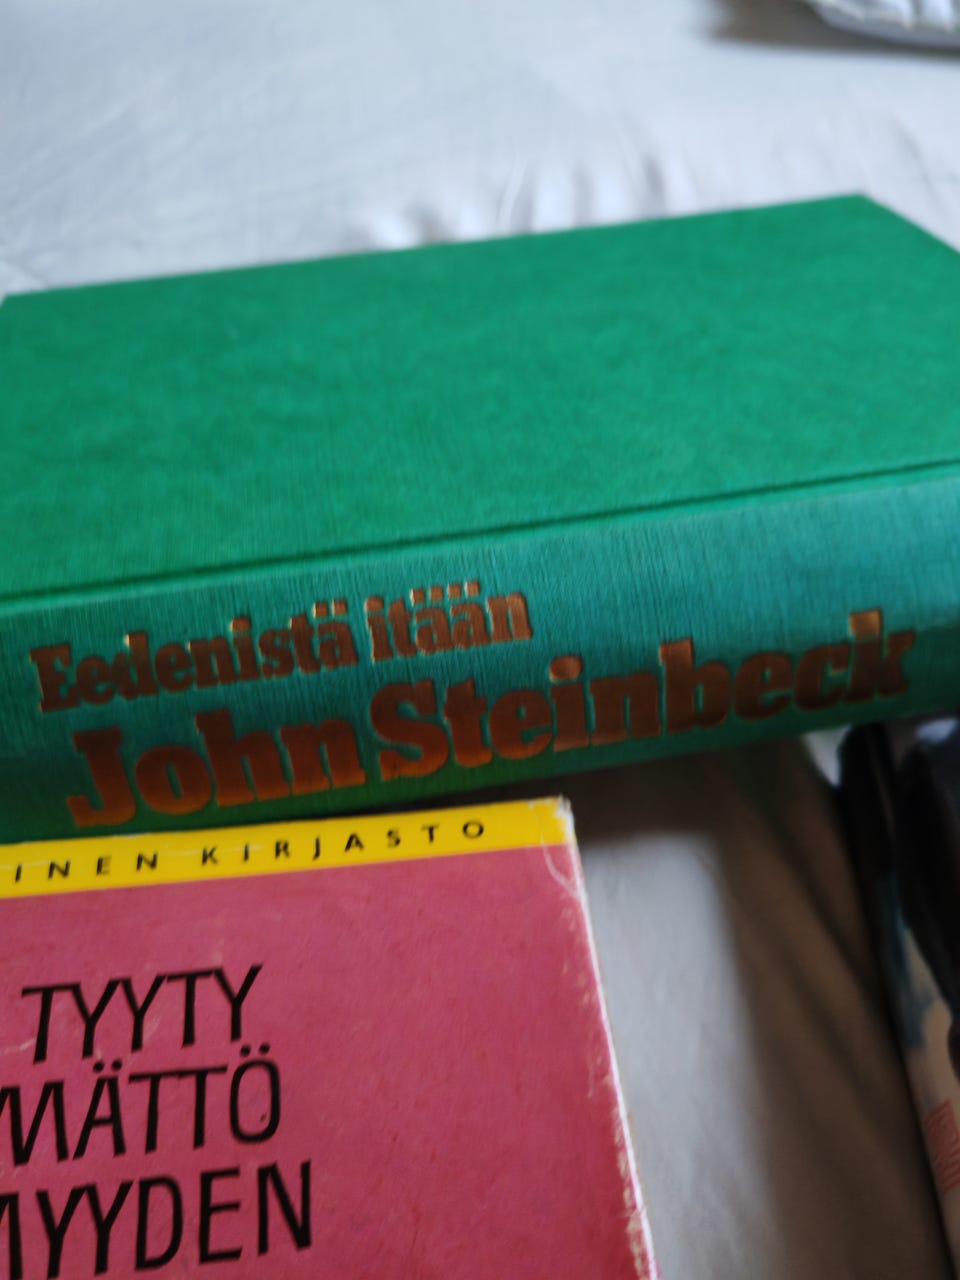 Eedenistä itään
John Steinbeck
INEN KIRJASTO
TYYTY
MÄTTÖ
MYYDEN